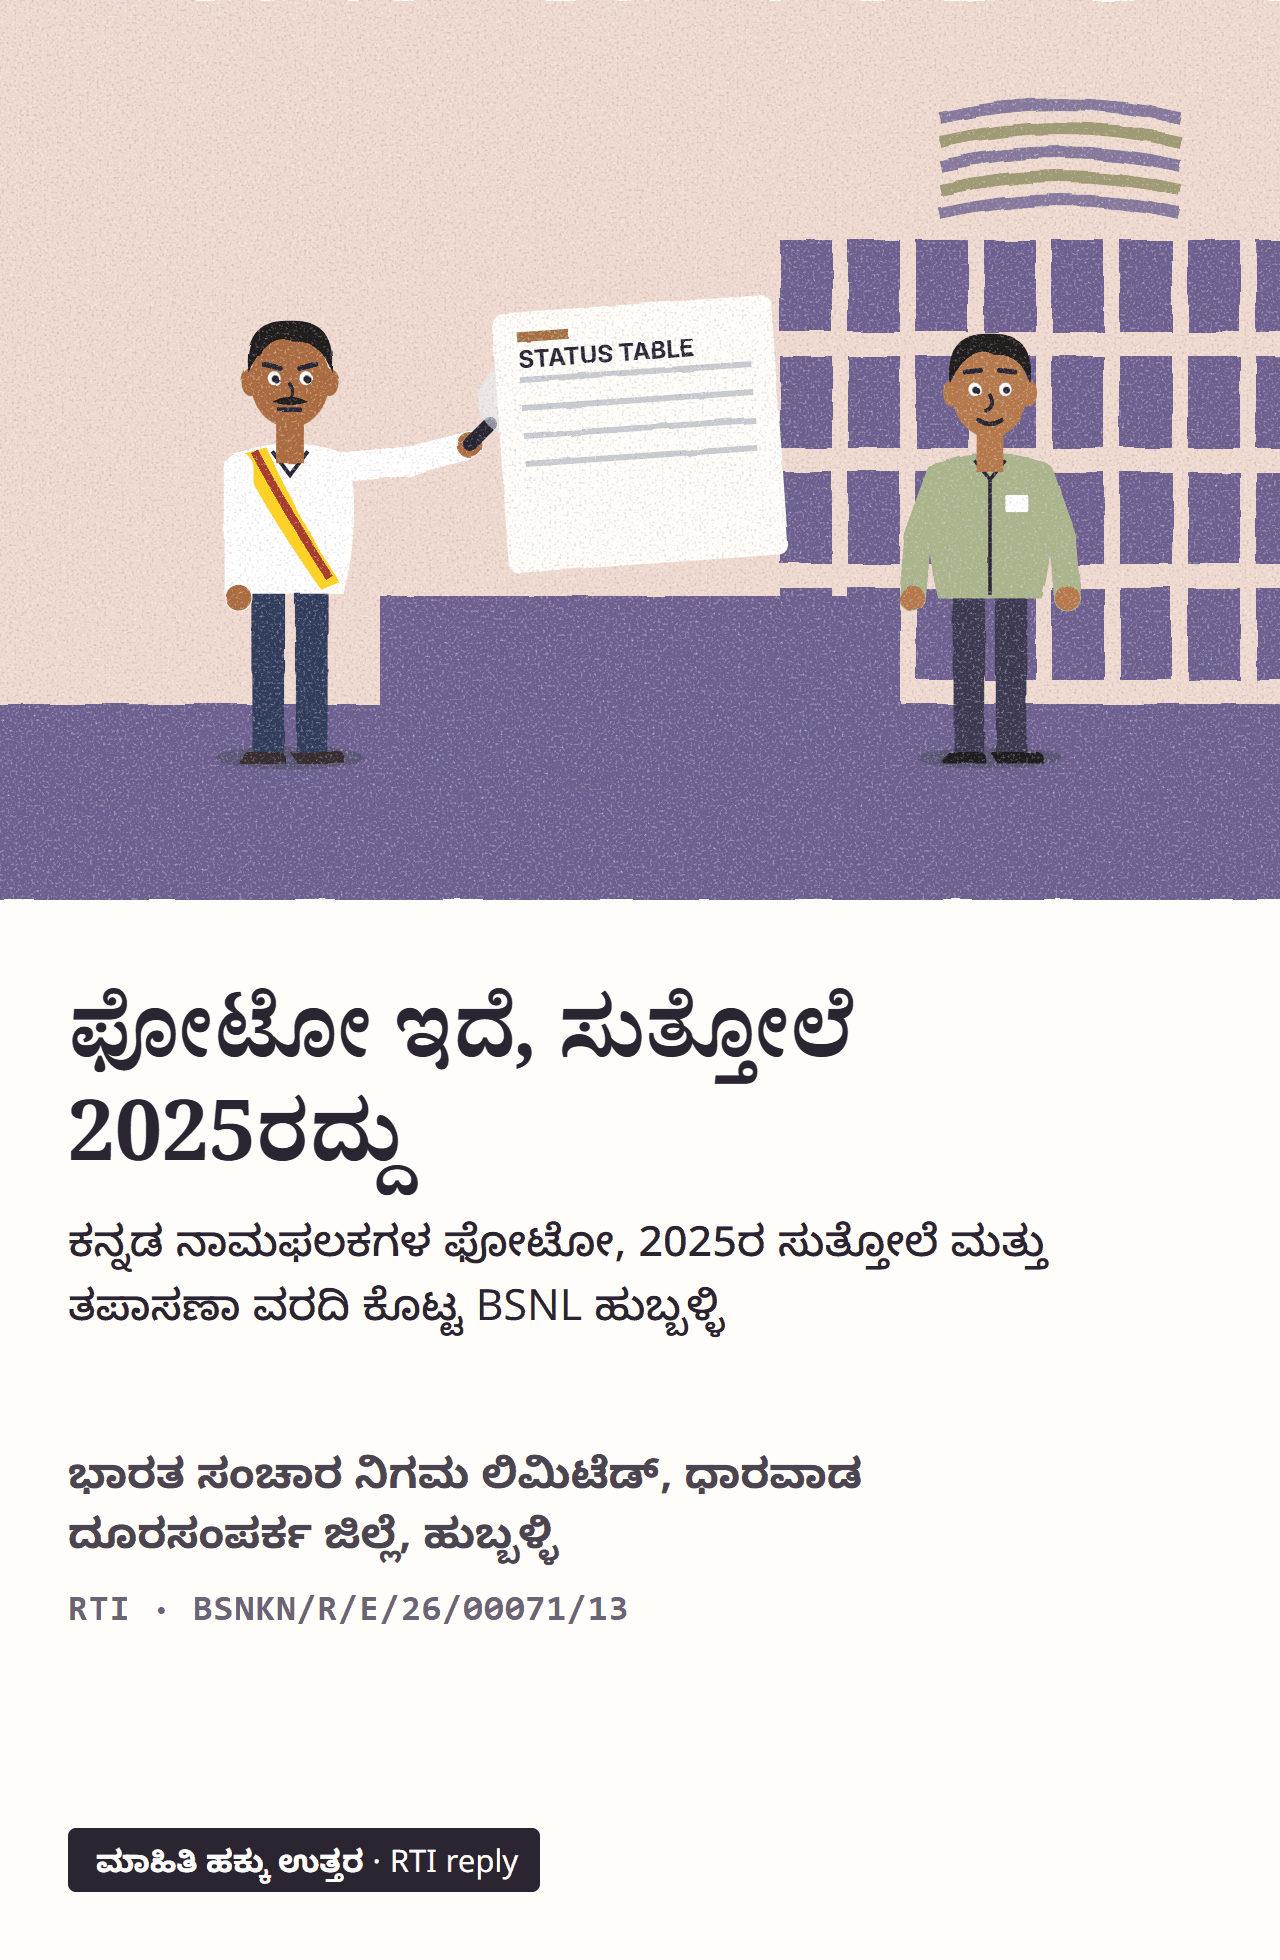 STATUS TABLE
ಫೋಟೋ ಇದೆ, ಸುತ್ತೋಲೆ
2025ರದ್ದು
ಕನ್ನಡ ನಾಮಫಲಕಗಳ ಫೋಟೋ, 2025ರ ಸುತ್ತೋಲೆ ಮತ್ತು
ತಪಾಸಣಾ ವರದಿ ಕೊಟ್ಟ BSNL ಹುಬ್ಬಳ್ಳಿ
ಭಾರತ ಸಂಚಾರ ನಿಗಮ ಲಿಮಿಟೆಡ್, ಧಾರವಾಡ
ದೂರಸಂಪರ್ಕ ಜಿಲ್ಲೆ, ಹುಬ್ಬಳ್ಳಿ
RTI · BSNKN/R/E/26/00071/13
ಮಾಹಿತಿ ಹಕ್ಕು ಉತ್ತರ · RTI reply